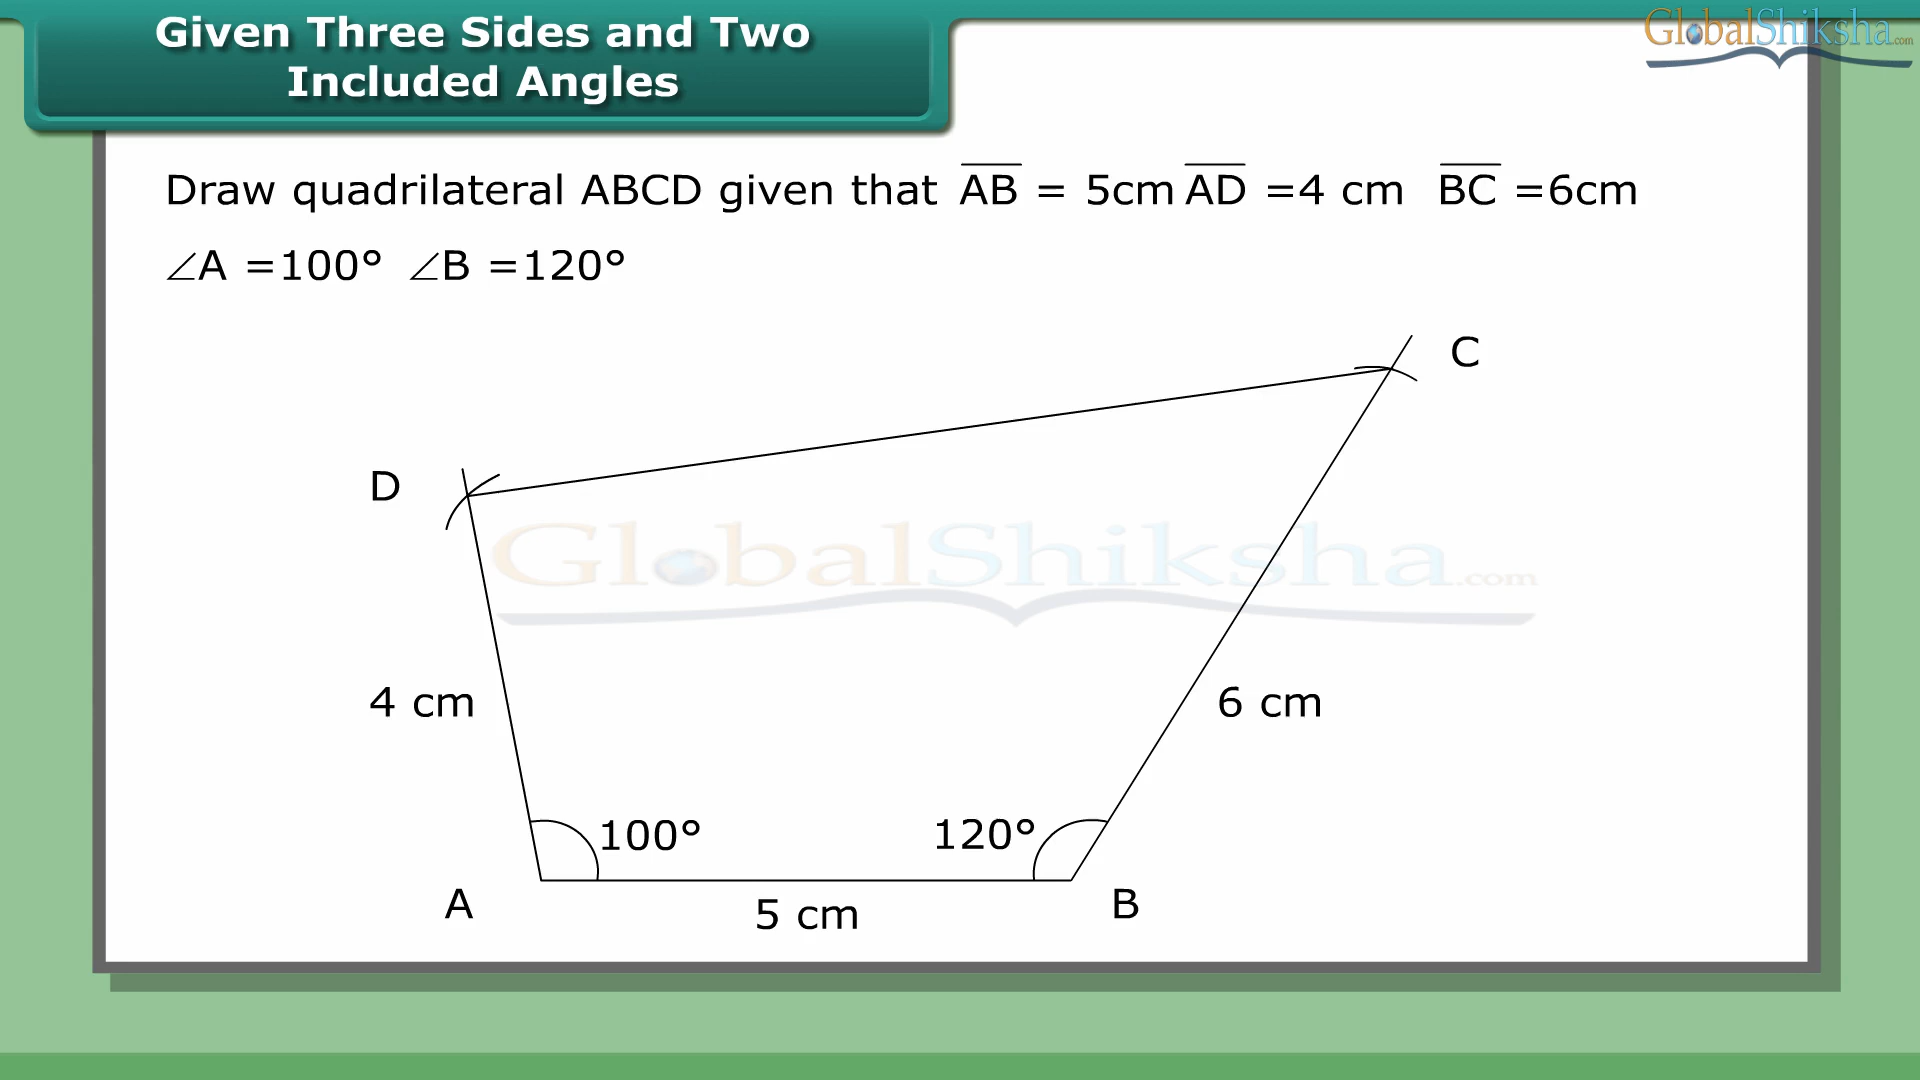 Given Three Sides and Two
Included Angles
GlobalShiksha.com
Draw quadrilateral ABCD given that AB = 5cm AD =4 cm BC =6cm
∠A =100° ∠B =120°
C
D
GlobalShiksha.com
4 cm
6 cm
100°
120°
A
B
5 cm